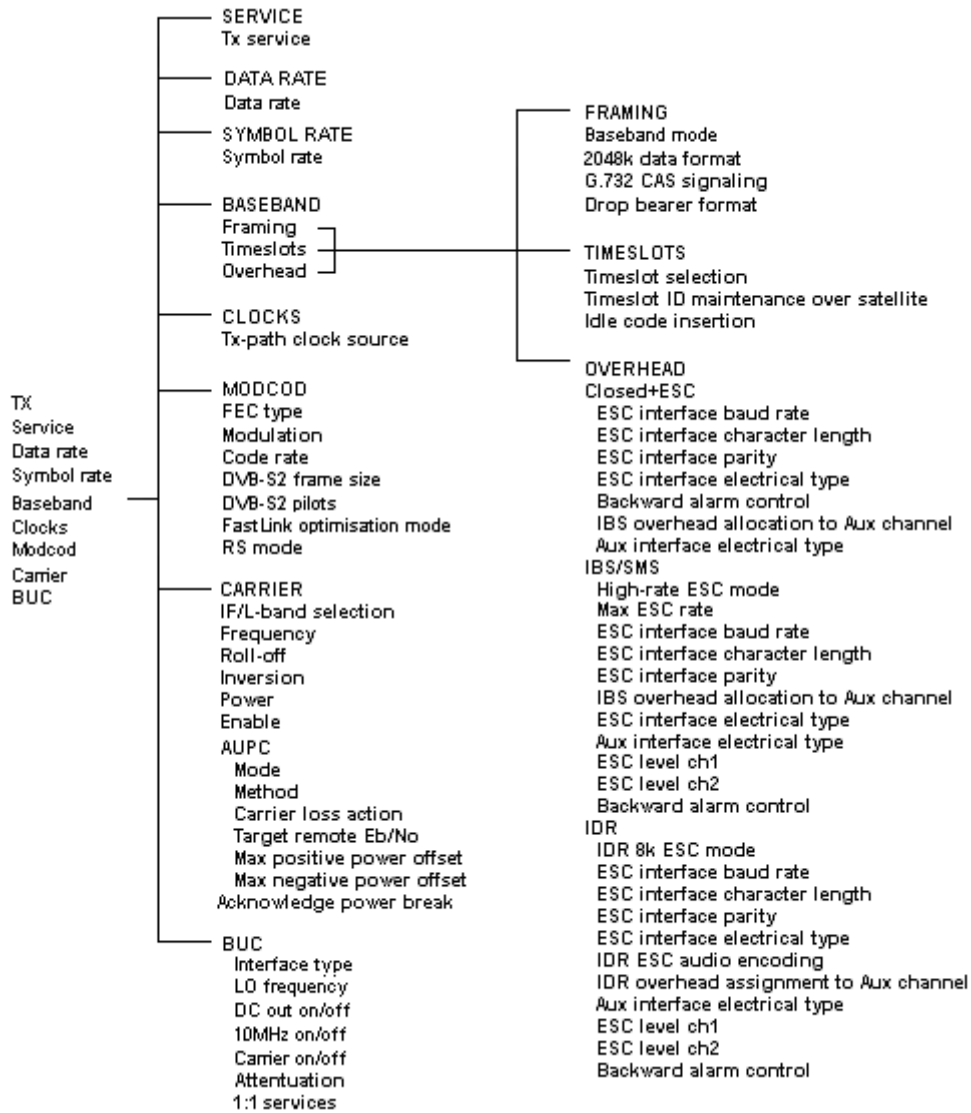 TX
Service
Data rate
Symbol rate
Baseband
Clocks
Modcod
Carrier
BUC
SERVICE
Tx service
DATA RATE
Data rate
SYMBOL RATE
Symbol rate
BASEBAND
Framing
Timeslots
Overhead
CLOCKS
Tx-path clock source
MODCOD
FEC type
Modulation
Code rate
DVB-S2 frame size
DVB-S2 pilots
FastLink optimisation mode
RS mode
CARRIER
IF/L-band selection
Frequency
Roll-off
Inversion
Power
Enable
AUPC
Mode
Method
Carrier loss action
Target remote Eb/No
Max positive power offset
Max negative power offset
Acknowledge power break
BUC
Interface type
LO frequency
DC out on/off
10MHz on/off
Carrier on/off
Attentuation
1:1 services
FRAMING
Baseband mode
2048k data format
G.732 CAS signaling
Drop bearer format
TIMESLOTS
Timeslot selection
Timeslot ID maintenance over satellite
Idle code insertion
OVERHEAD
Closed+ESC
ESC interface baud rate
ESC interface character length
ESC interface parity
ESC interface electrical type
Backward alarm control
IBS overhead allocation to Aux channel
Aux interface electrical type
IBS/SMS
High-rate ESC mode
Max ESC rate
ESC interface baud rate
ESC interface character length
ESC interface parity
IBS overhead allocation to Aux channel
ESC interface electrical type
Aux interface electrical type
ESC level ch1
ESC level ch2
Backward alarm control
IDR
IDR 8k ESC mode
ESC interface baud rate
ESC interface character length
ESC interface parity
ESC interface electrical type
IDR ESC audio encoding
IDR overhead assignment to Aux channel
Aux interface electrical type
ESC level ch1
ESC level ch2
Backward alarm control